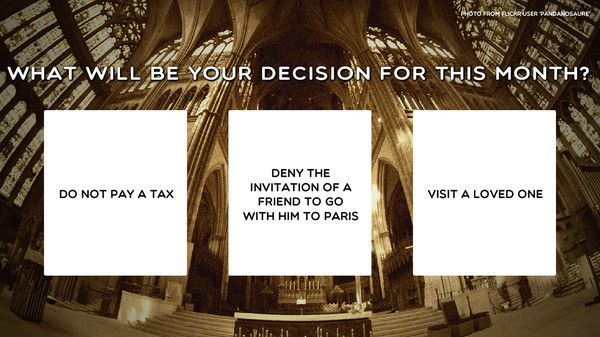 PHOTO FROM FLICKR USER 'PANDANOSAURE'
WHAT WILL BE YOUR DECISION FOR THIS MONTH?
DO NOT PAY A TAX
DENY THE
INVITATION OF A
FRIEND TO GO
WITH HIM TO PARIS
VISIT A LOVED ONE